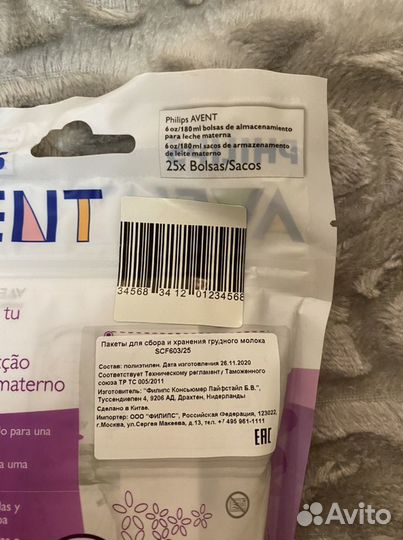 Philips AVENT
6 oz/180 ml bolsas de almacenamiento
para leche materna
6 oz/180 ml sacos de armazenamento
de leite materno
25x Bolsas/Sacos
ENT
34568 34 12 01234568
tu
cção
materno
Пакеты для сбора и хранения грудного молока
SCF603/25
Состав: полиэтилен. Дата изготовления 26.11.2020
Соответствует Техническому регламенту Таможенного
союза ТР ТС 005/2011
Изготовитель: "Филипс Консьюмер Лайфстайл Б.В.",
Туссендиепен 4, 9206 АД, Драхтен, Нидерланды
Сделано в Китае.
Импортер: ООО "ФИЛИПС", Российская Федерация, 123022,
г.Москва, ул.Сергея Макеева, д.13, тел. +7 495 961-1111
EAC
para una
a uma
das y
Avito